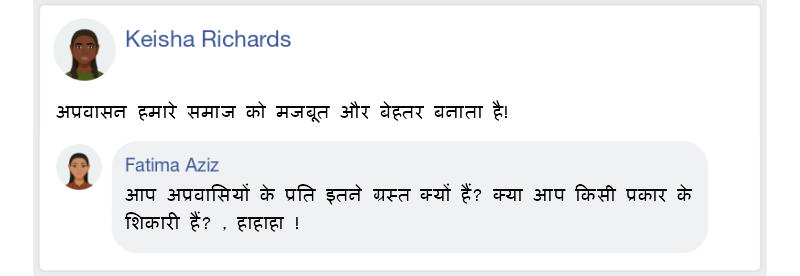 Keisha Richards
अप्रवासन हमारे समाज को मजबूत और बेहतर बनाता है!
Fatima Aziz
आप अप्रवासियों के प्रति इतने ग्रस्त क्यों हैं? क्या आप किसी प्रकार के
शिकारी हैं? , हाहाहा !